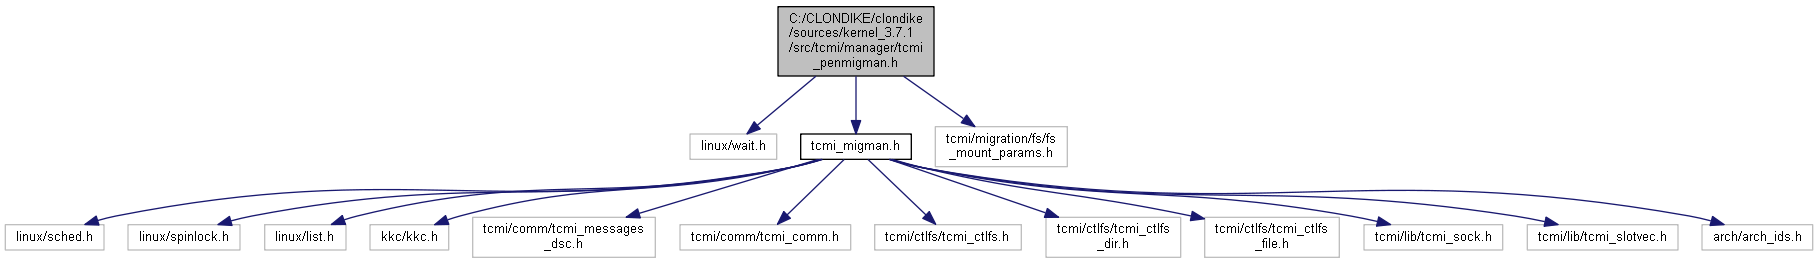 C:/CLONDIKE/clondike
/sources/kernel_3.7.1
/src/tcmi/manager/tcmi
_penmigman.h
linux/wait.h
tcmi_migman.h
tcmi/migration/fs/fs
_mount_params.h
linux/sched.h
linux/spinlock.h
linux/list.h
kkc/kkc.h
tcmi/comm/tcmi_messages
_dsc.h
tcmi/comm/tcmi_comm.h
tcmi/ctlfs/tcmi_ctlfs.h
tcmi/ctlfs/tcmi_ctlfs
_dir.h
tcmi/ctlfs/tcmi_ctlfs
_file.h
tcmi/lib/tcmi_sock.h
tcmi/lib/tcmi_slotvec.h
arch/arch_ids.h